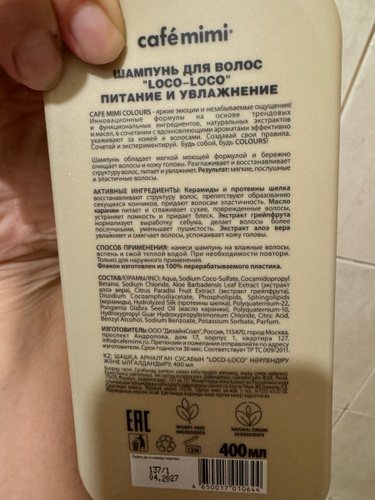 cafémimi®
ШАМПУНЬ ДЛЯ ВОЛОС
"LOCO-LOCO"
ПИТАНИЕ И УВЛАЖНЕНИЕ
CAFE MIMI COLOURS - яркие эмоции и незабываемые ощущения!
Инновационные формулы на основе трендовых
и функциональных ингредиентов, натуральных экстрактов
и масел, в сочетании с вдохновляющими ароматами эффективно
ухаживают за кожей и волосами. Создавай свои правила.
Сочетай и экспериментируй. Будь собой, будь COLOURS!
Шампунь обладает мягкой моющей формулой и бережно
очищает волосы и кожу головы. Разглаживает и восстанавливает
структуру волос, питает и увлажняет. Результат: мягкие, послушные
и эластичные волосы.
АКТИВНЫЕ ИНГРЕДИЕНТЫ: Керамиды и протеины шелка
восстанавливают структуру волос, препятствуют образованию
секущихся кончиков, придают волосам эластичность. Масло
каранжи питает и сглаживает сухие, поврежденные волосы,
устраняет ломкость и придает блеск. Экстракт грейпфрута
нормализует выработку себума, делает волосы более
послушными, уменьшает пушистость. Экстракт алоэ вера
увлажняет и смягчает волосы, успокаивает кожу головы.
СПОСОБ ПРИМЕНЕНИЯ: нанеси шампунь на влажные волосы,
вспень и смой теплой водой. При необходимости повтори.
Только для наружного применения.
Флакон изготовлен из 100% перерабатываемого пластика.
СОСТАВ/ҚҰРАМЫ/INCI: Aqua, Sodium Coco-Sulfate, Cocamidopropyl
Betaine, Sodium Chloride, Aloe Barbadensis Leaf Extract (экстракт
алоэ вера), Citrus Paradisi Fruit Extract (экстракт грейпфрута),
Disodium Cocoamphodiacetate, Phospholipids, Sphingolipids
(керамиды), Hydrolyzed Silk (протеины шелка), Polyquaternium-22,
Pongamia Glabra Seed Oil (масло каранжи), Polyquaternium-10,
Hydroxypropyl Guar Hydroxypropyltrimonium Chloride, Citric Acid,
Benzyl Alcohol, Sodium Benzoate, Potassium Sorbate, Parfum.
ИЗГОТОВИТЕЛЬ: ООО "ДизайнСоап", Россия, 115470, город Москва,
проспект Андропова, дом 17, корпус 1, квартира 127.
info@cafemimi.ru. Претензии и пожелания отправляйте по адресу
изготовителя. Срок годности 36 мес. Соответствует ТР ТС 009/2011.
KZ: ШАШҚА АРНАЛҒАН СУСАБЫН "LOCO-LOCO" НӘРЛЕНДІРУ
ЖӘНЕ ЫЛҒАЛДАНДЫРУ, 400 мл
EAC
WORRY FREE
INGREDIENTS
NATURAL GREEN
INGREDIENTS
12M
400 мл
137/1
04.2027
4 650017 010644